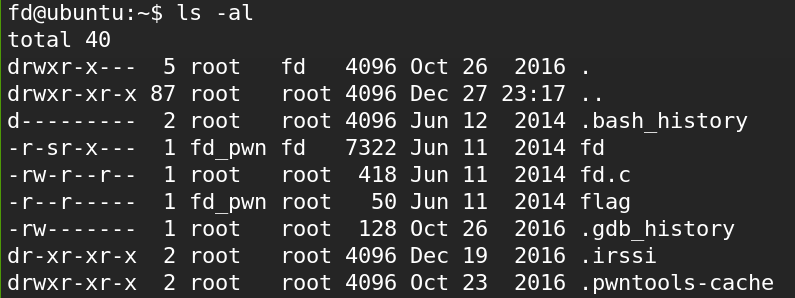 fd@ubuntu:~$ ls -al
total 40
drwxr-x---  5 root   fd   4096 Oct 26  2016 .
drwxr-xr-x 87 root   root 4096 Dec 27 23:17 ..
d---------  2 root   root 4096 Jun 12  2014 .bash_history
-r-sr-x---  1 fd_pwn fd   7322 Jun 11  2014 fd
-rw-r--r--  1 root   root  418 Jun 11  2014 fd.c
-r--r-----  1 fd_pwn root   50 Jun 11  2014 flag
-rw-------  1 root   root  128 Oct 26  2016 .gdb_history
dr-xr-xr-x  2 root   root 4096 Dec 19  2016 .irssi
drwxr-xr-x  2 root   root 4096 Oct 23  2016 .pwntools-cache